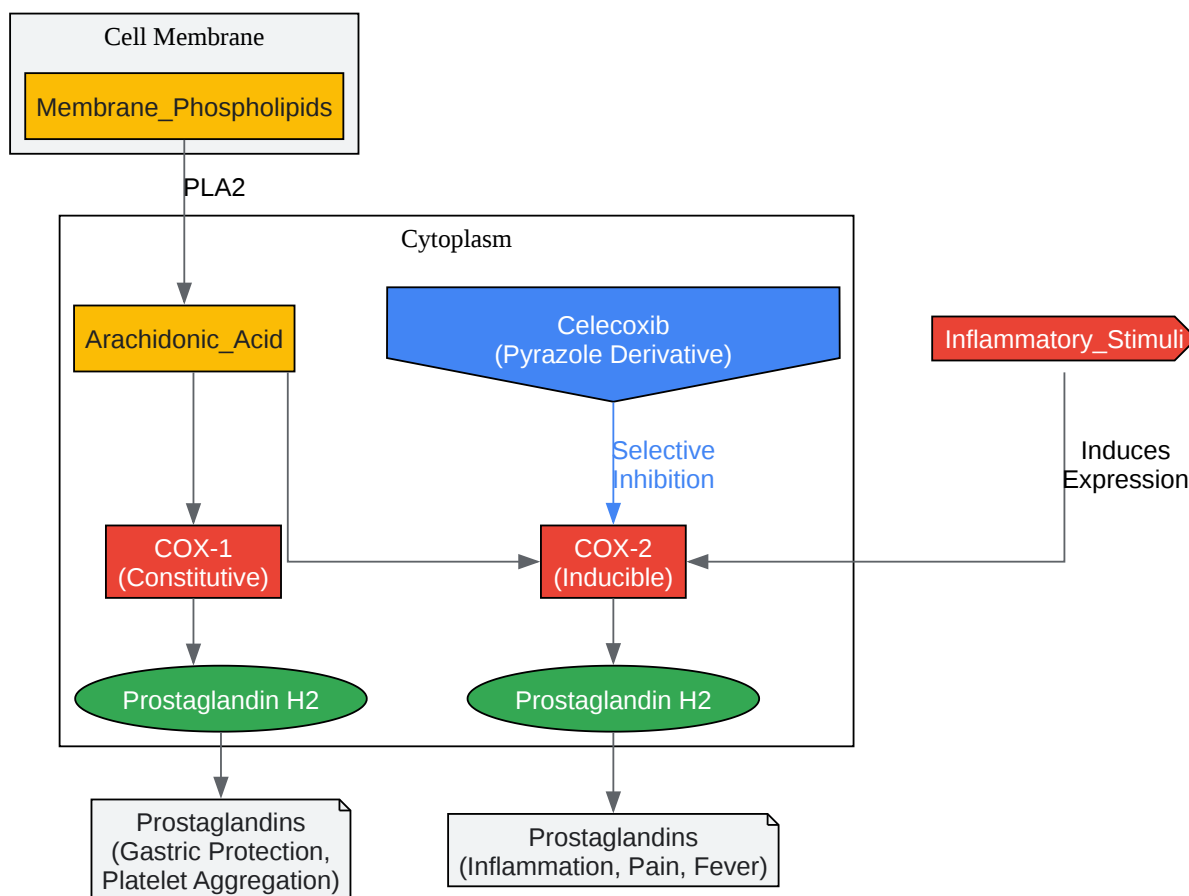 Cell Membrane
Membrane_Phospholipids
PLA2
Cytoplasm
Arachidonic_Acid
Celecoxib
(Pyrazole Derivative)
Inflammatory_Stimuli
Selective
Inhibition
Induces
Expression
COX-1
(Constitutive)
COX-2
(Inducible)
Prostaglandin H2
Prostaglandin H2
Prostaglandins
(Gastric Protection,
Platelet Aggregation)
Prostaglandins
(Inflammation, Pain, Fever)